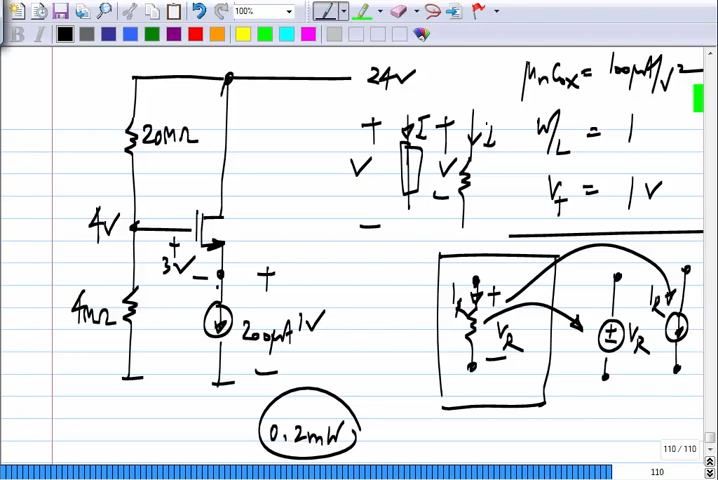 100%
B I
24V
20MΩ
4V
+
3V
−
4MΩ
200μA
+
1V
−
0.2mW
+
V
−
I
+
V
−
i
μnCox = 100μA/V²
W/L = 1
VT = 1V
IR
+
VR
−
±
VR
IR
110 / 110
110